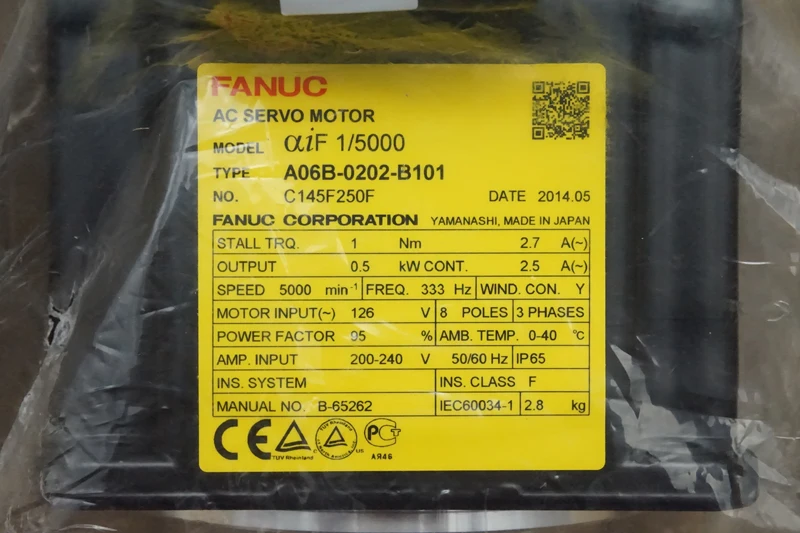 FANUC
AC SERVO MOTOR
MODEL αiF 1/5000
TYPE A06B-0202-B101
NO. C145F250F DATE 2014.05
FANUC CORPORATION YAMANASHI, MADE IN JAPAN
STALL TRQ. 1 Nm 2.7 A(~)
OUTPUT 0.5 kW CONT. 2.5 A(~)
SPEED 5000 min⁻¹ FREQ. 333 Hz WIND. CON. Y
MOTOR INPUT(~) 126 V 8 POLES 3 PHASES
POWER FACTOR 95 % AMB. TEMP. 0-40 ℃
AMP. INPUT 200-240 V 50/60 Hz IP65
INS. SYSTEM INS. CLASS F
MANUAL NO. B-65262 IEC60034-1 2.8 kg
CE TÜV Rheinland C TÜV Rheinland US
АЯ46